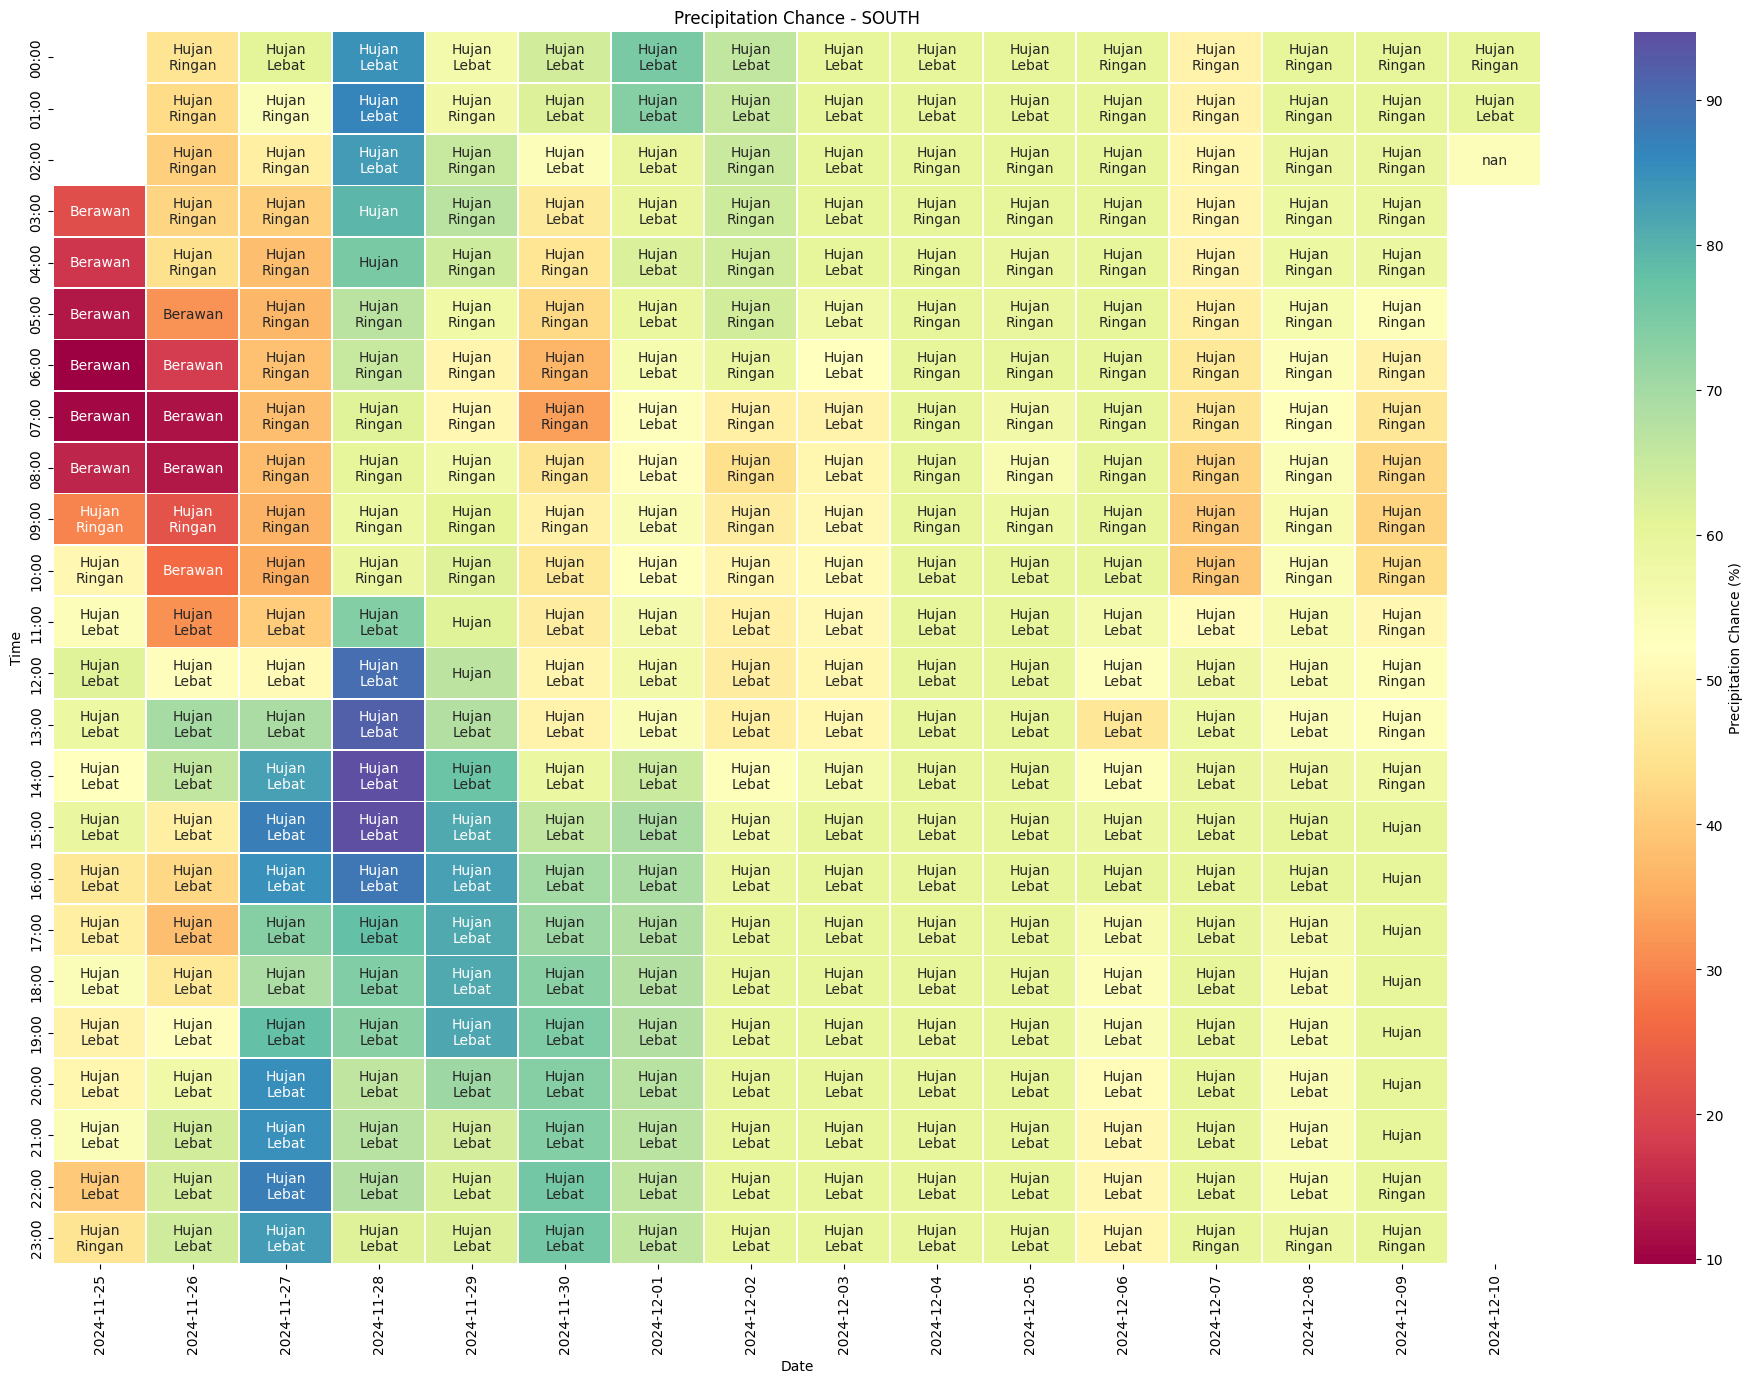 Precipitation Chance - SOUTH
00:00 Hujan Ringan Hujan Lebat Hujan Lebat Hujan Lebat Hujan Lebat Hujan Lebat Hujan Lebat Hujan Lebat Hujan Lebat Hujan Lebat Hujan Ringan Hujan Ringan Hujan Ringan Hujan Ringan Hujan Ringan
01:00 Hujan Ringan Hujan Ringan Hujan Lebat Hujan Ringan Hujan Lebat Hujan Lebat Hujan Lebat Hujan Lebat Hujan Lebat Hujan Lebat Hujan Ringan Hujan Ringan Hujan Ringan Hujan Ringan Hujan Lebat
02:00 Hujan Ringan Hujan Ringan Hujan Lebat Hujan Ringan Hujan Lebat Hujan Lebat Hujan Ringan Hujan Lebat Hujan Ringan Hujan Ringan Hujan Ringan Hujan Ringan Hujan Ringan Hujan Ringan nan
03:00 Berawan Hujan Ringan Hujan Ringan Hujan Hujan Ringan Hujan Lebat Hujan Lebat Hujan Ringan Hujan Lebat Hujan Ringan Hujan Ringan Hujan Ringan Hujan Ringan Hujan Ringan Hujan Ringan
04:00 Berawan Hujan Ringan Hujan Ringan Hujan Hujan Ringan Hujan Ringan Hujan Lebat Hujan Ringan Hujan Lebat Hujan Ringan Hujan Ringan Hujan Ringan Hujan Ringan Hujan Ringan Hujan Ringan
05:00 Berawan Berawan Hujan Ringan Hujan Ringan Hujan Ringan Hujan Ringan Hujan Lebat Hujan Ringan Hujan Lebat Hujan Ringan Hujan Ringan Hujan Ringan Hujan Ringan Hujan Ringan Hujan Ringan
06:00 Berawan Berawan Hujan Ringan Hujan Ringan Hujan Ringan Hujan Ringan Hujan Lebat Hujan Ringan Hujan Lebat Hujan Ringan Hujan Ringan Hujan Ringan Hujan Ringan Hujan Ringan Hujan Ringan
07:00 Berawan Berawan Hujan Ringan Hujan Ringan Hujan Ringan Hujan Ringan Hujan Lebat Hujan Ringan Hujan Lebat Hujan Ringan Hujan Ringan Hujan Ringan Hujan Ringan Hujan Ringan Hujan Ringan
08:00 Berawan Berawan Hujan Ringan Hujan Ringan Hujan Ringan Hujan Ringan Hujan Lebat Hujan Ringan Hujan Lebat Hujan Ringan Hujan Ringan Hujan Ringan Hujan Ringan Hujan Ringan Hujan Ringan
09:00 Hujan Ringan Hujan Ringan Hujan Ringan Hujan Ringan Hujan Ringan Hujan Ringan Hujan Lebat Hujan Ringan Hujan Lebat Hujan Ringan Hujan Ringan Hujan Ringan Hujan Ringan Hujan Ringan Hujan Ringan
10:00 Hujan Ringan Berawan Hujan Ringan Hujan Ringan Hujan Ringan Hujan Lebat Hujan Lebat Hujan Ringan Hujan Lebat Hujan Lebat Hujan Lebat Hujan Lebat Hujan Ringan Hujan Ringan Hujan Ringan
11:00 Hujan Lebat Hujan Lebat Hujan Lebat Hujan Lebat Hujan Hujan Lebat Hujan Lebat Hujan Lebat Hujan Lebat Hujan Lebat Hujan Lebat Hujan Lebat Hujan Lebat Hujan Lebat Hujan Ringan
12:00 Hujan Lebat Hujan Lebat Hujan Lebat Hujan Lebat Hujan Hujan Lebat Hujan Lebat Hujan Lebat Hujan Lebat Hujan Lebat Hujan Lebat Hujan Lebat Hujan Lebat Hujan Lebat Hujan Ringan
13:00 Hujan Lebat Hujan Lebat Hujan Lebat Hujan Lebat Hujan Lebat Hujan Lebat Hujan Lebat Hujan Lebat Hujan Lebat Hujan Lebat Hujan Lebat Hujan Lebat Hujan Lebat Hujan Lebat Hujan Ringan
14:00 Hujan Lebat Hujan Lebat Hujan Lebat Hujan Lebat Hujan Lebat Hujan Lebat Hujan Lebat Hujan Lebat Hujan Lebat Hujan Lebat Hujan Lebat Hujan Lebat Hujan Lebat Hujan Lebat Hujan Ringan
15:00 Hujan Lebat Hujan Lebat Hujan Lebat Hujan Lebat Hujan Lebat Hujan Lebat Hujan Lebat Hujan Lebat Hujan Lebat Hujan Lebat Hujan Lebat Hujan Lebat Hujan Lebat Hujan Lebat Hujan
16:00 Hujan Lebat Hujan Lebat Hujan Lebat Hujan Lebat Hujan Lebat Hujan Lebat Hujan Lebat Hujan Lebat Hujan Lebat Hujan Lebat Hujan Lebat Hujan Lebat Hujan Lebat Hujan Lebat Hujan
17:00 Hujan Lebat Hujan Lebat Hujan Lebat Hujan Lebat Hujan Lebat Hujan Lebat Hujan Lebat Hujan Lebat Hujan Lebat Hujan Lebat Hujan Lebat Hujan Lebat Hujan Lebat Hujan Lebat Hujan
18:00 Hujan Lebat Hujan Lebat Hujan Lebat Hujan Lebat Hujan Lebat Hujan Lebat Hujan Lebat Hujan Lebat Hujan Lebat Hujan Lebat Hujan Lebat Hujan Lebat Hujan Lebat Hujan Lebat Hujan
19:00 Hujan Lebat Hujan Lebat Hujan Lebat Hujan Lebat Hujan Lebat Hujan Lebat Hujan Lebat Hujan Lebat Hujan Lebat Hujan Lebat Hujan Lebat Hujan Lebat Hujan Lebat Hujan Lebat Hujan
20:00 Hujan Lebat Hujan Lebat Hujan Lebat Hujan Lebat Hujan Lebat Hujan Lebat Hujan Lebat Hujan Lebat Hujan Lebat Hujan Lebat Hujan Lebat Hujan Lebat Hujan Lebat Hujan Lebat Hujan
21:00 Hujan Lebat Hujan Lebat Hujan Lebat Hujan Lebat Hujan Lebat Hujan Lebat Hujan Lebat Hujan Lebat Hujan Lebat Hujan Lebat Hujan Lebat Hujan Lebat Hujan Lebat Hujan Lebat Hujan
22:00 Hujan Lebat Hujan Lebat Hujan Lebat Hujan Lebat Hujan Lebat Hujan Lebat Hujan Lebat Hujan Lebat Hujan Lebat Hujan Lebat Hujan Lebat Hujan Lebat Hujan Lebat Hujan Lebat Hujan Ringan
23:00 Hujan Ringan Hujan Lebat Hujan Lebat Hujan Lebat Hujan Lebat Hujan Lebat Hujan Lebat Hujan Lebat Hujan Lebat Hujan Lebat Hujan Lebat Hujan Lebat Hujan Ringan Hujan Ringan Hujan Ringan
Time
2024-11-25 2024-11-26 2024-11-27 2024-11-28 2024-11-29 2024-11-30 2024-12-01 2024-12-02 2024-12-03 2024-12-04 2024-12-05 2024-12-06 2024-12-07 2024-12-08 2024-12-09 2024-12-10
Date
90
80
70
60
50
40
30
20
10
Precipitation Chance (%)